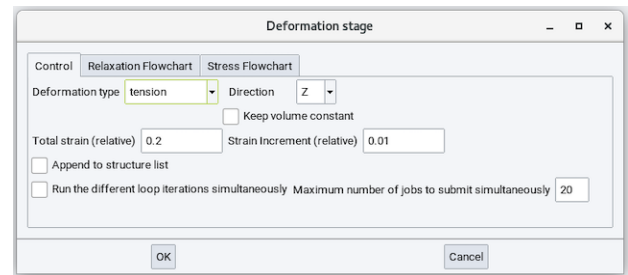 Deformation stage
Control Relaxation Flowchart Stress Flowchart
Deformation type tension Direction Z
Keep volume constant
Total strain (relative) 0.2 Strain Increment (relative) 0.01
Append to structure list
Run the different loop iterations simultaneously Maximum number of jobs to submit simultaneously 20
OK Cancel